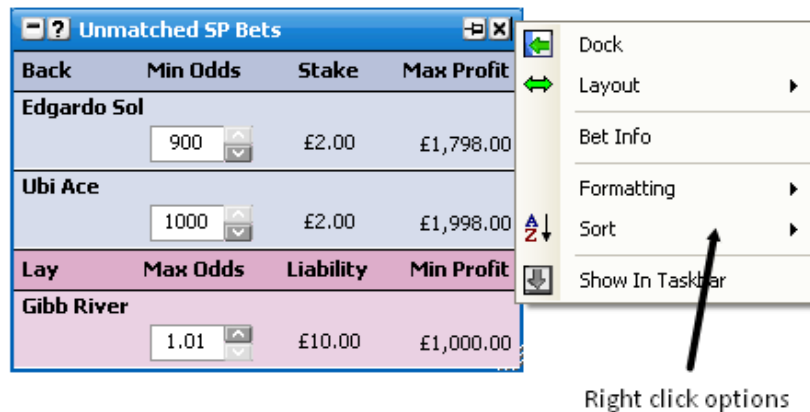 Unmatched SP Bets
Back Min Odds Stake Max Profit
Edgardo Sol
900 £2.00 £1,798.00
Ubi Ace
1000 £2.00 £1,998.00
Lay Max Odds Liability Min Profit
Gibb River
1.01 £10.00 £1,000.00
Dock
Layout
Bet Info
Formatting
Sort
Show In Taskbar
Right click options